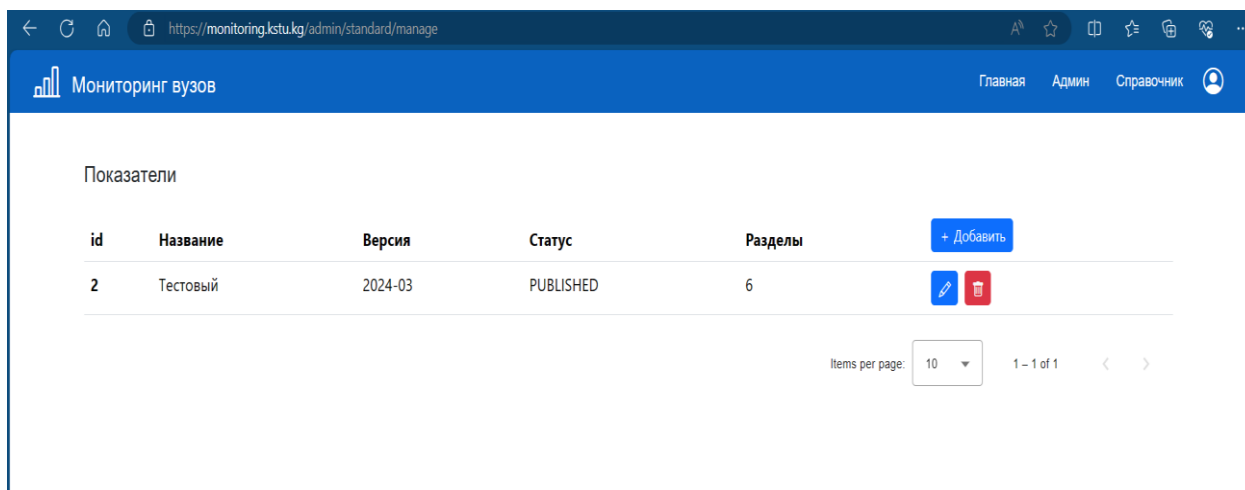 https://monitoring.kstu.kg/admin/standard/manage
Мониторинг вузов Главная Админ Справочник
Показатели
id Название Версия Статус Разделы + Добавить
2 Тестовый 2024-03 PUBLISHED 6
Items per page: 10 1 – 1 of 1